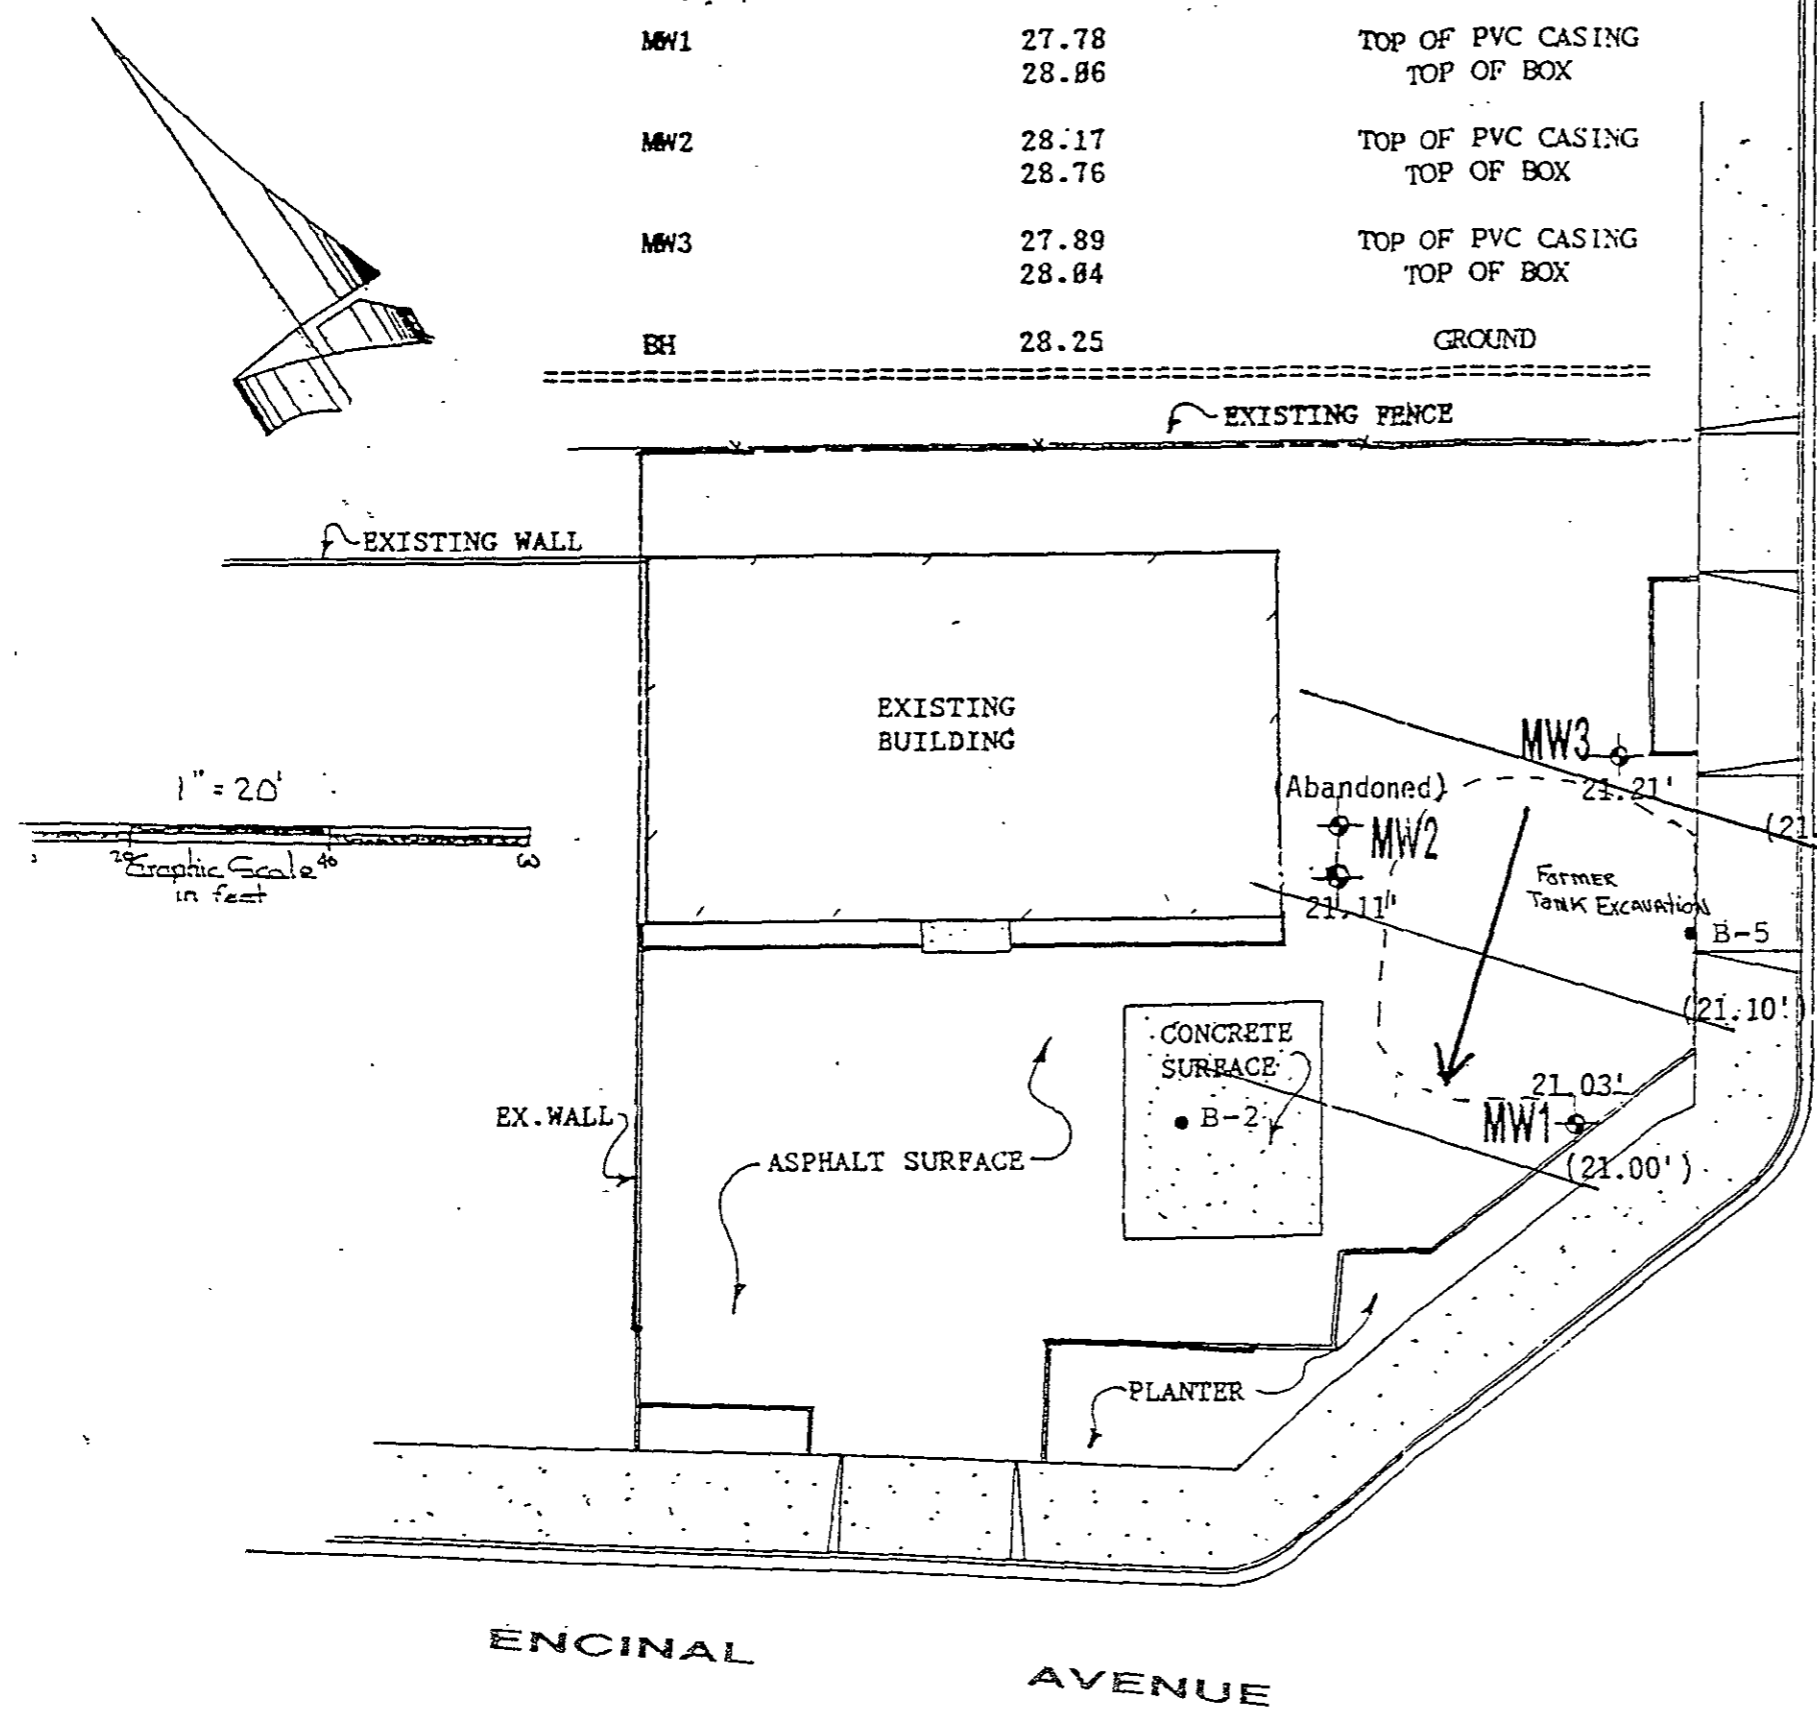 MW1 27.78 TOP OF PVC CASING
28.06 TOP OF BOX
MW2 28.17 TOP OF PVC CASING
28.76 TOP OF BOX
MW3 27.89 TOP OF PVC CASING
28.04 TOP OF BOX
BH 28.25 GROUND
EXISTING FENCE
EXISTING WALL
EXISTING
BUILDING
MW3
21.21'
(Abandoned)
MW2
21.11'
(21
1" = 20'
20 40 60
Graphic Scale
in feet
Former
Tank Excavation
B-5
(21.10')
CONCRETE
SURFACE
B-2
21.03'
MW1
(21.00')
EX.WALL
ASPHALT SURFACE
PLANTER
ENCINAL AVENUE